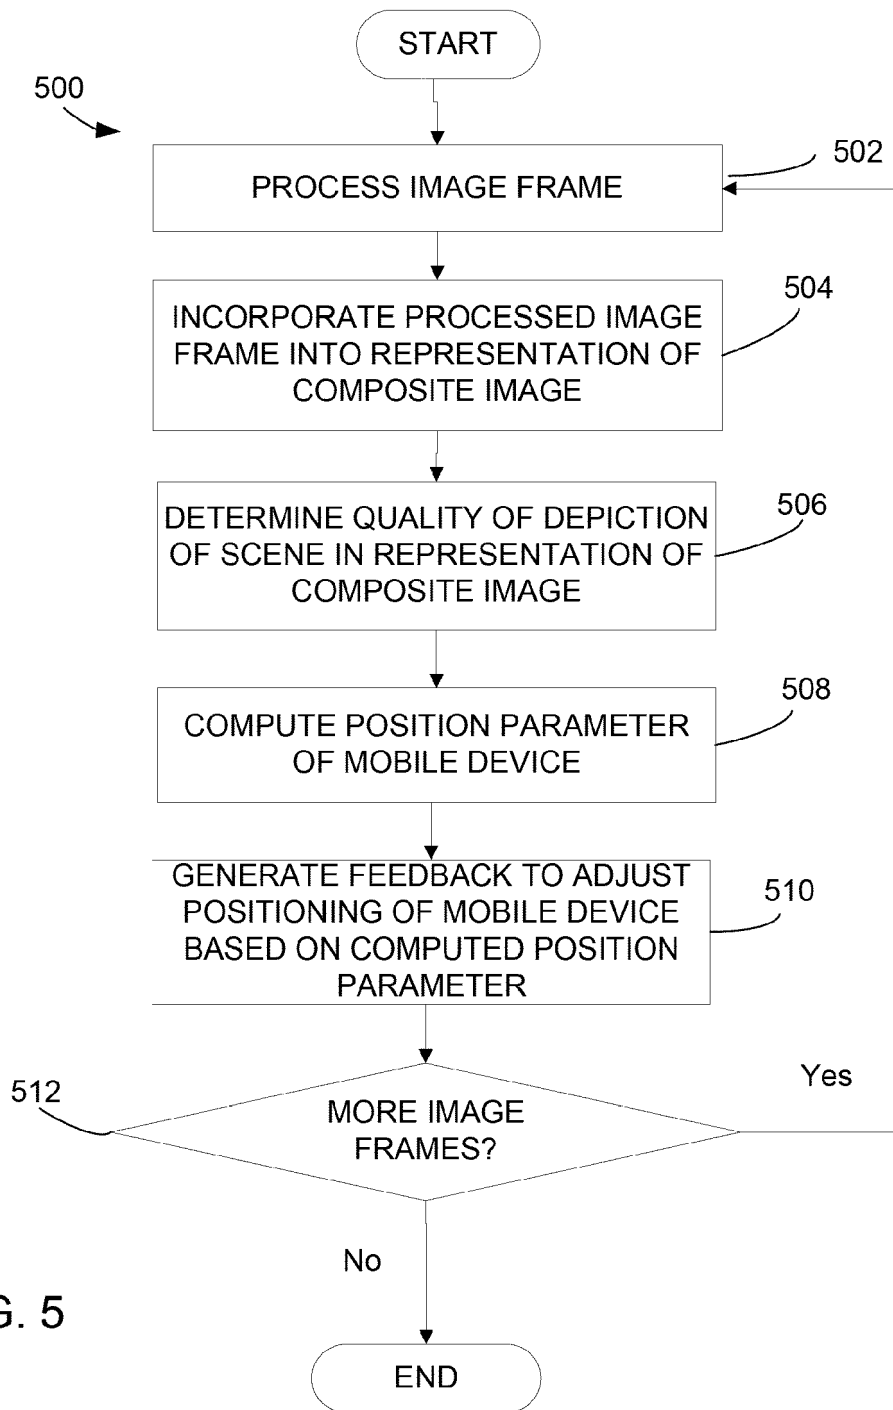 START
500
502
PROCESS IMAGE FRAME
504
INCORPORATE PROCESSED IMAGE
FRAME INTO REPRESENTATION OF
COMPOSITE IMAGE
506
DETERMINE QUALITY OF DEPICTION
OF SCENE IN REPRESENTATION OF
COMPOSITE IMAGE
508
COMPUTE POSITION PARAMETER
OF MOBILE DEVICE
510
GENERATE FEEDBACK TO ADJUST
POSITIONING OF MOBILE DEVICE
BASED ON COMPUTED POSITION
PARAMETER
512
MORE IMAGE
FRAMES?
Yes
No
G. 5
END